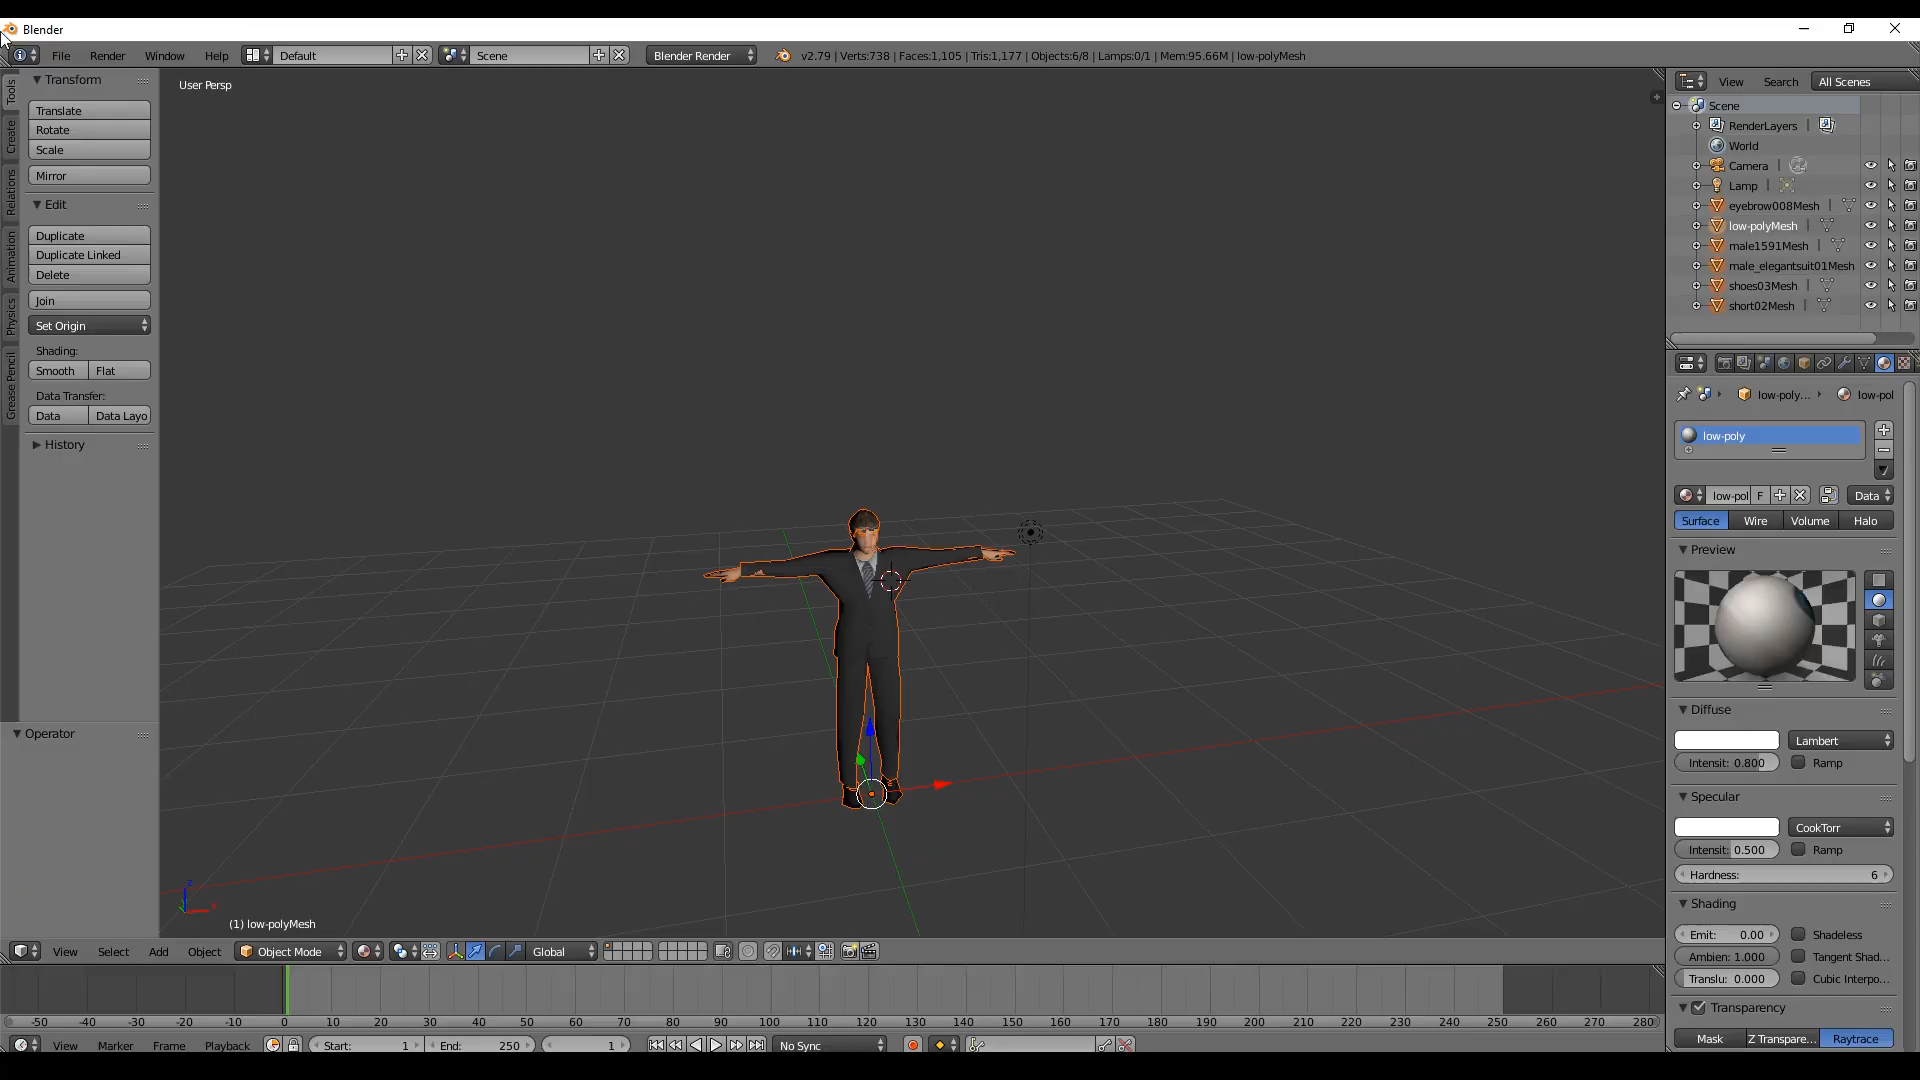 Blender
File Render Window Help Default Scene Blender Render v2.79 | Verts:738 | Faces:1,105 | Tris:1,177 | Objects:6/8 | Lamps:0/1 | Mem:95.66M | low-polyMesh
Tools
Create
Relations
Animation
Physics
Grease Pencil
Transform
Translate
Rotate
Scale
Mirror
Edit
Duplicate
Duplicate Linked
Delete
Join
Set Origin
Shading:
Smooth Flat
Data Transfer:
Data Data Layo
History
Operator
User Persp
(1) low-polyMesh
z
View Search All Scenes
Scene
RenderLayers |
World
Camera |
Lamp |
eyebrow008Mesh |
low-polyMesh |
male1591Mesh |
male_elegantsuit01Mesh
shoes03Mesh |
short02Mesh |
low-poly... low-pol
low-poly
low-pol F Data
Surface Wire Volume Halo
Preview
Diffuse
Lambert
Intensit: 0.800 Ramp
Specular
CookTorr
Intensit: 0.500 Ramp
Hardness: 6
Shading
Emit: 0.00 Shadeless
Ambien: 1.000 Tangent Shad...
Translu: 0.000 Cubic Interpo...
Transparency
Mask Z Transpare... Raytrace
View Select Add Object Object Mode Global
-50 -40 -30 -20 -10 0 10 20 30 40 50 60 70 80 90 100 110 120 130 140 150 160 170 180 190 200 210 220 230 240 250 260 270 280
View Marker Frame Playback Start: 1 End: 250 1 No Sync